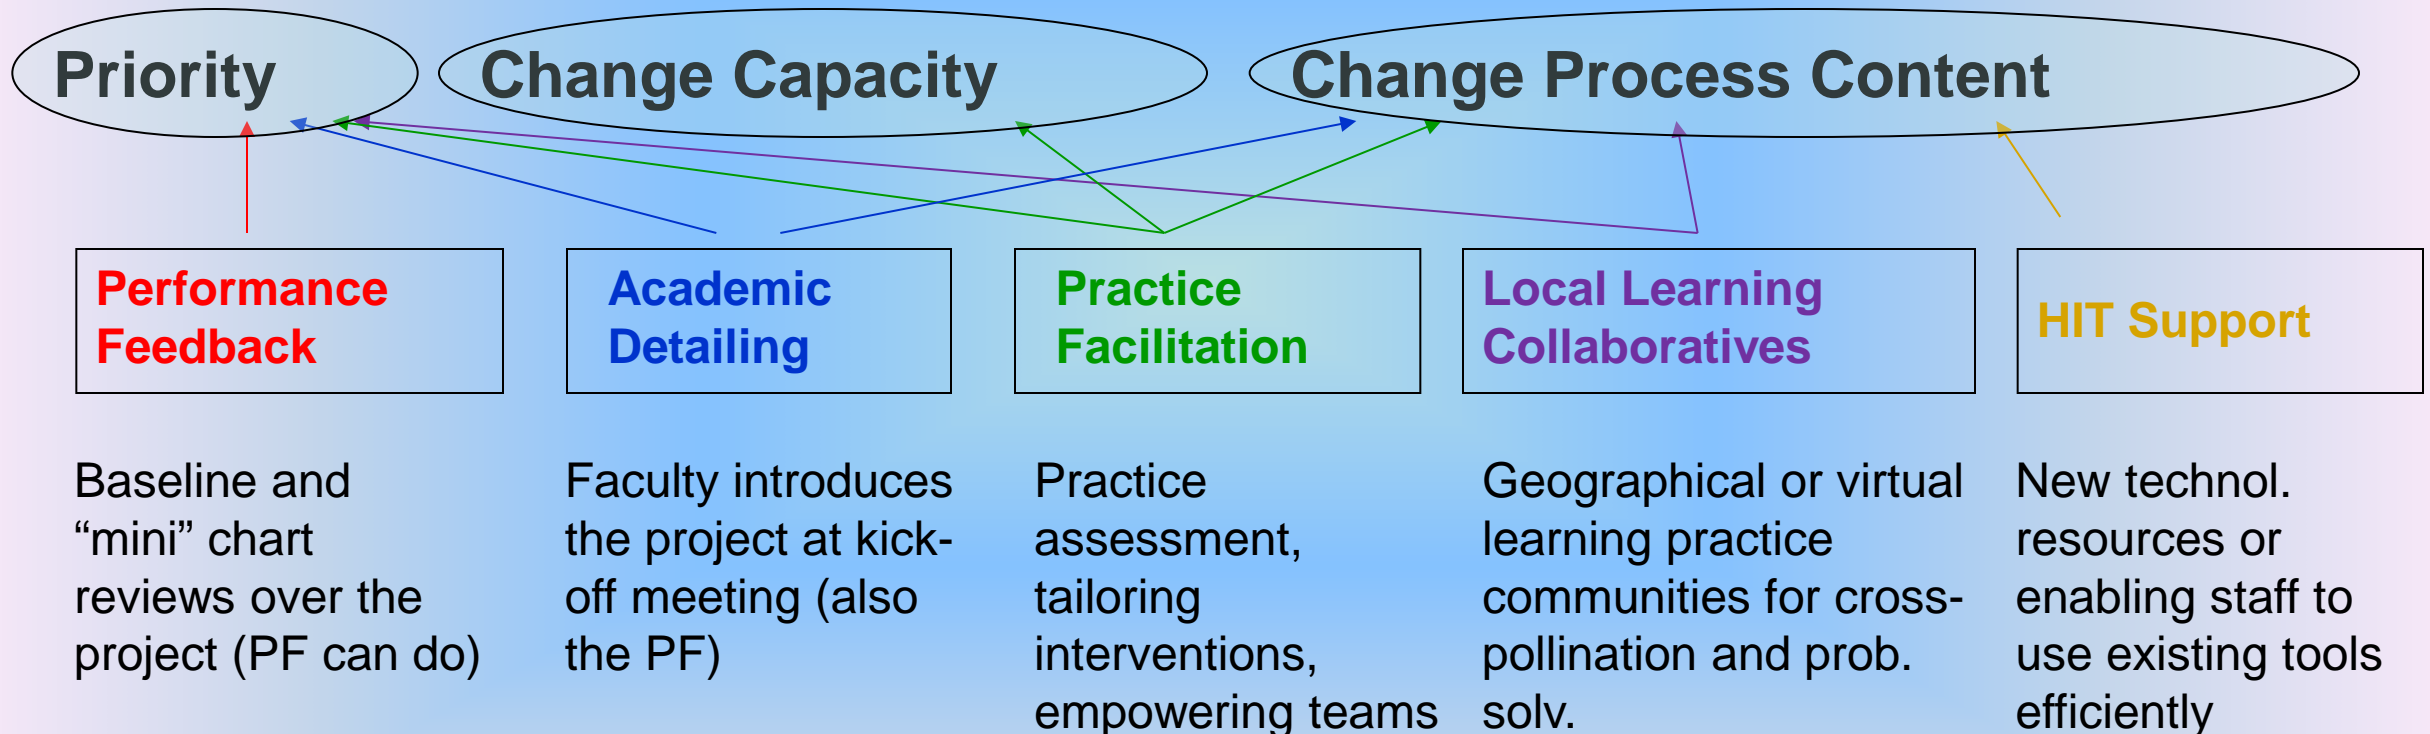 Priority
Change Capacity
Change Process Content
Performance
Feedback
Academic
Detailing
Practice
Facilitation
Local Learning
Collaboratives
HIT Support
Baseline and
“mini” chart
reviews over the
project (PF can do)
Faculty introduces
the project at kick-
off meeting (also
the PF)
Practice
assessment,
tailoring
interventions,
empowering teams
Geographical or virtual
learning practice
communities for cross-
pollination and prob.
solv.
New technol.
resources or
enabling staff to
use existing tools
efficiently